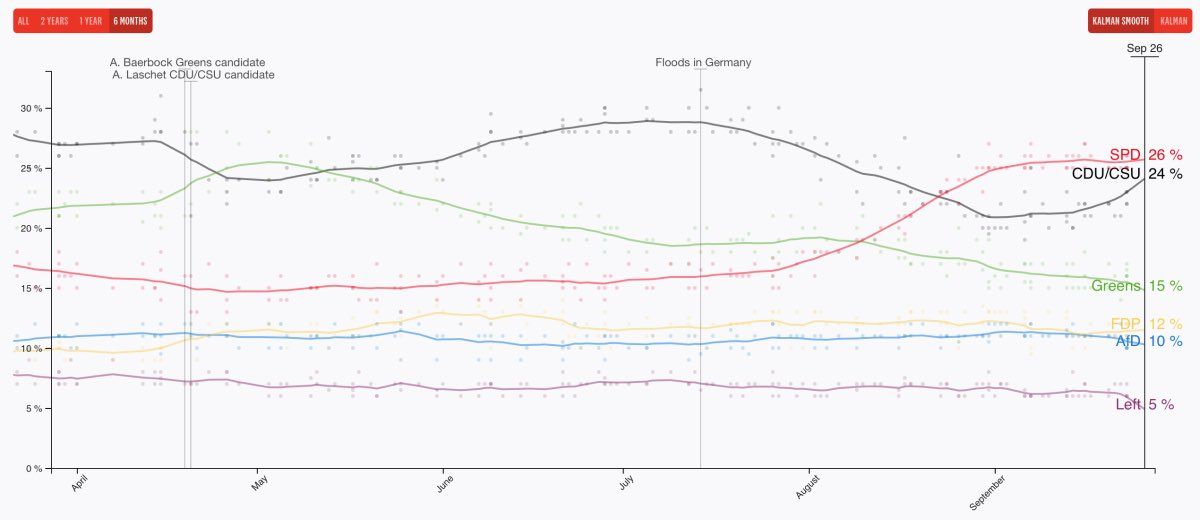 ALL 2 YEARS 1 YEAR 6 MONTHS
KALMAN SMOOTH KALMAN
Sep 26
A. Baerbock Greens candidate
A. Laschet CDU/CSU candidate
Floods in Germany
30 %
25 %
20 %
15 %
10 %
5 %
0 %
SPD 26 %
CDU/CSU 24 %
Greens 15 %
FDP 12 %
AfD 10 %
Left 5 %
April
May
June
July
August
September